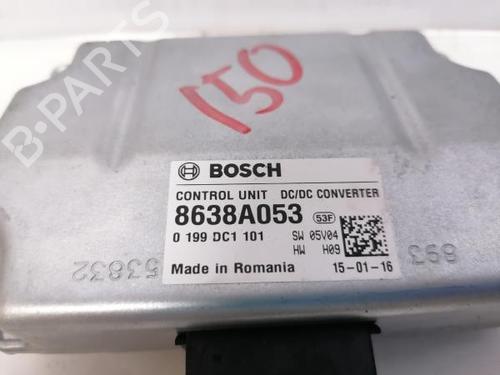 150
B-PARTS
BOSCH
CONTROL UNIT DC/DC CONVERTER
8638A053 53F
0 199 DC1 101 SW 05V04
HW H09
Made in Romania 15-01-16
53832
693